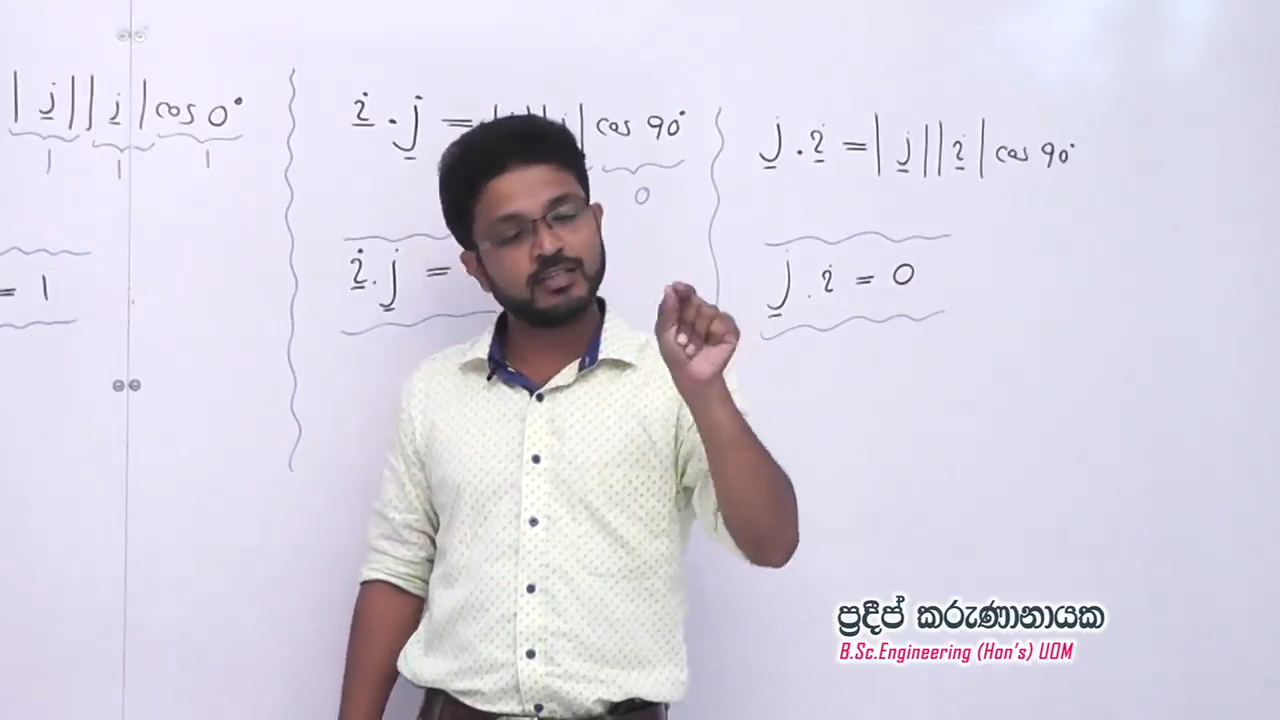 |j||j|cos 0°
1 1 1
= 1
i . j = | || j|cos 90°
0
i . j =
j . i = |j||i|cos 90°
j . i = 0
ප්‍රදීප් කරුණානායක
B.Sc.Engineering (Hon's) UOM